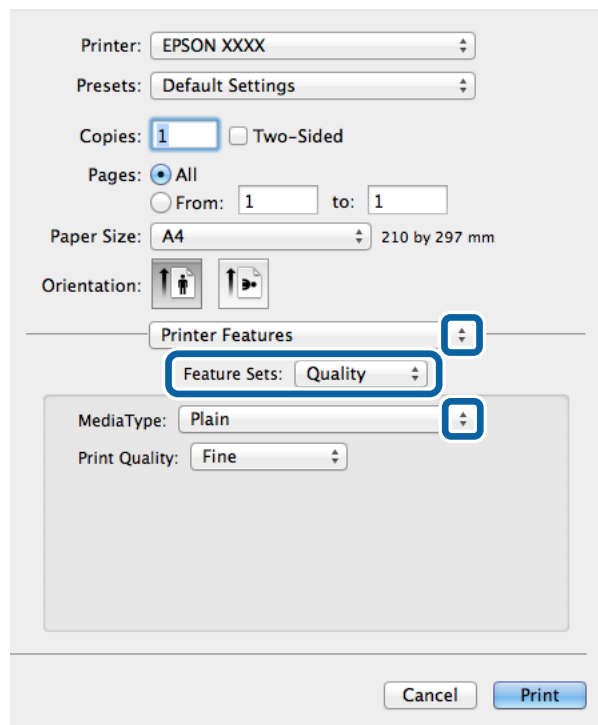 Printer: EPSON XXXX
Presets: Default Settings
Copies: 1 Two-Sided
Pages: All
From: 1 to: 1
Paper Size: A4 210 by 297 mm
Orientation:
Printer Features
Feature Sets: Quality
MediaType: Plain
Print Quality: Fine
Cancel Print